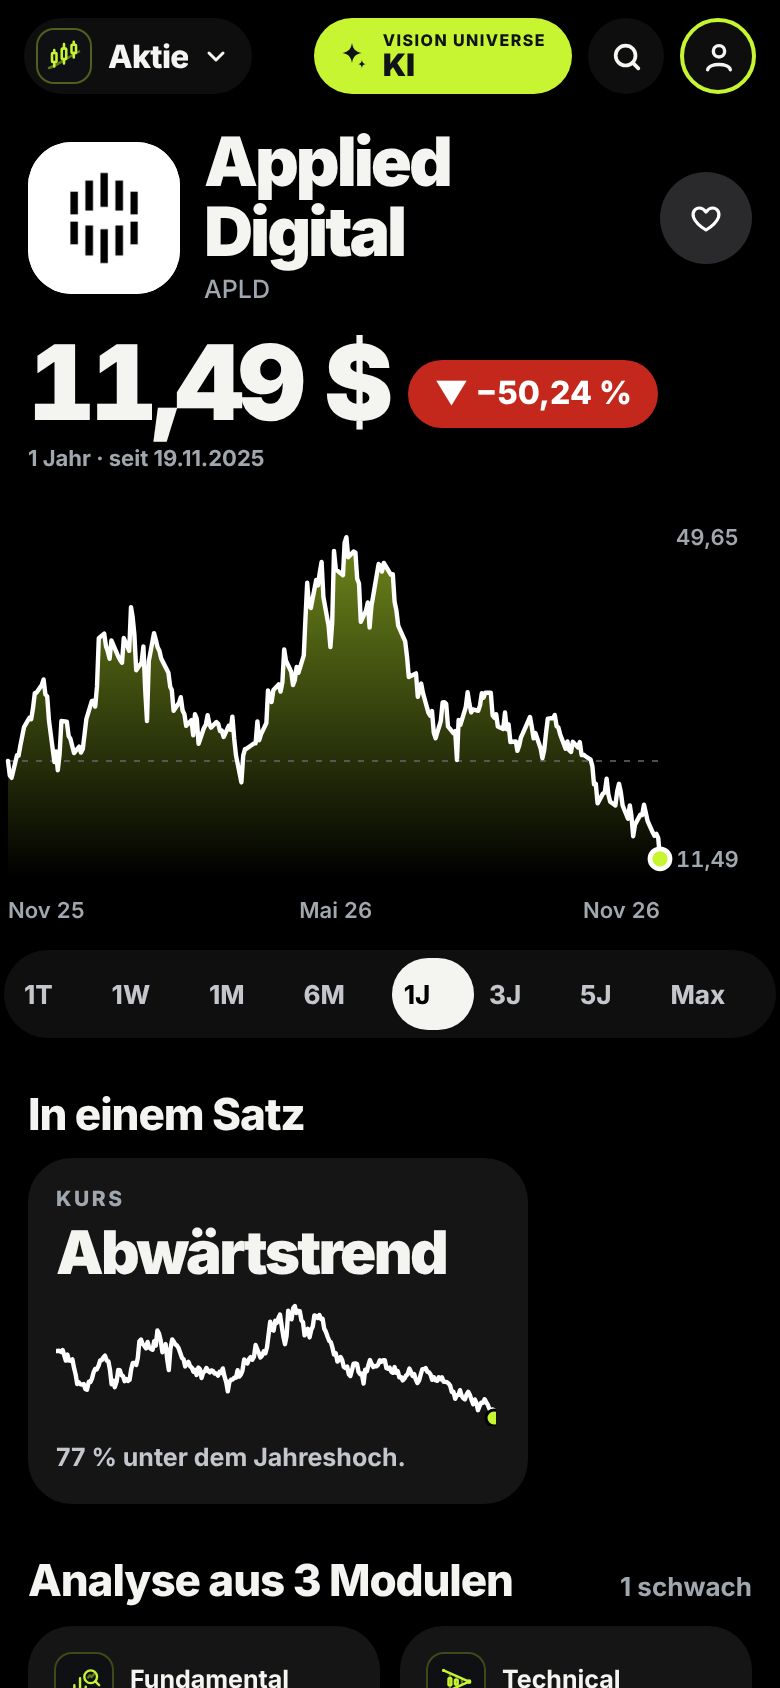 Aktie
VISION UNIVERSE
KI
Applied
Digital
APLD
11,49 $
▼ −50,24 %
1 Jahr · seit 19.11.2025
49,65
11,49
Nov 25
Mai 26
Nov 26
1T
1W
1M
6M
1J
3J
5J
Max
In einem Satz
KURS
Abwärtstrend
77 % unter dem Jahreshoch.
Analyse aus 3 Modulen
1 schwach
Fundamental
Technical